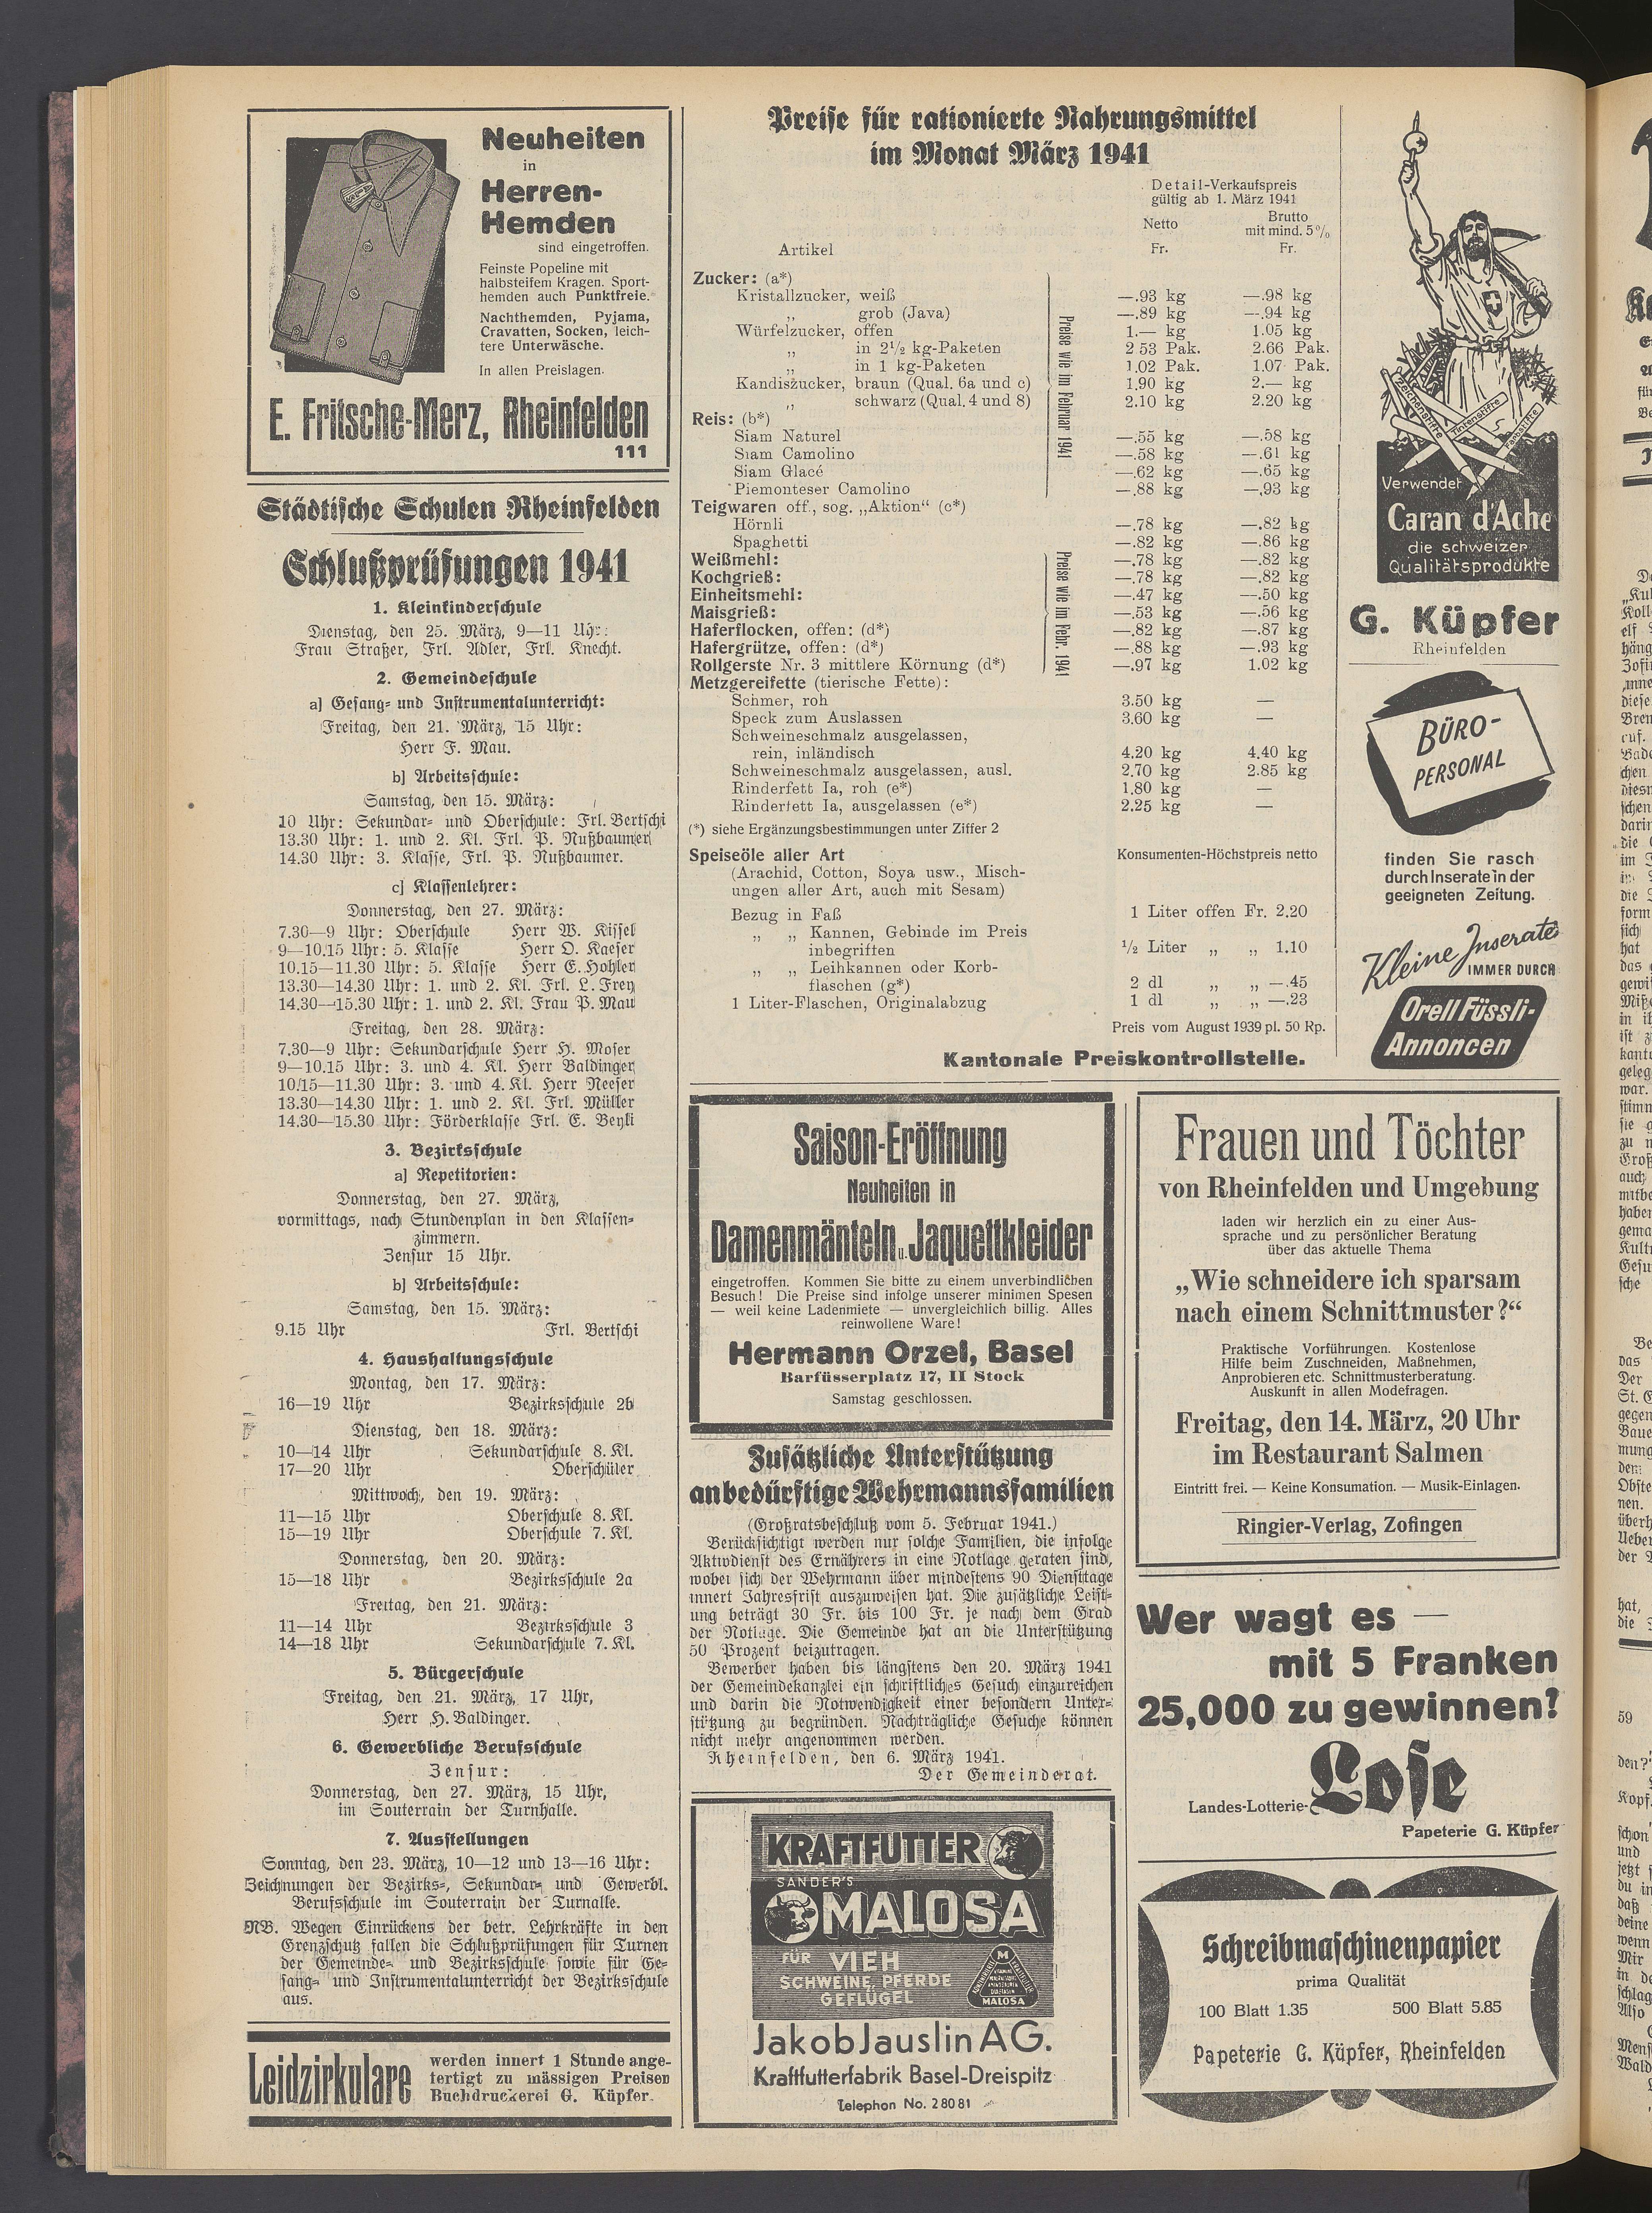 Neuheiten
in
Herren-
Hemden
sind eingetroffen.
Feinste Popeline mit
halbsteifem Kragen. Sport-
hemden auch Punktfreie.
Nachthemden, Pyjama,
Cravatten, Socken, leich-
tere Unterwäsche.
In allen Preislagen.
E. Fritsche-Merz, Rheinfelden
111
Städtische Schulen Rheinfelden
Schlußprüfungen 1941
1. Kleinkinderschule
Dienstag, den 25. März, 9—11 Uhr:
Frau Straßer, Frl. Adler, Frl. Knecht.
2. Gemeindeschule
a] Gesang- und Instrumentalunterricht:
Freitag, den 21. März, 15 Uhr:
Herr F. Mau.
b] Arbeitsschule:
Samstag, den 15. März:
10 Uhr: Sekundar- und Oberschule: Frl. Bertschi
13.30 Uhr: 1. und 2. Kl. Frl. P. Nußbaumer
14.30 Uhr: 3. Klasse, Frl. P. Nußbaumer.
c] Klassenlehrer:
Donnerstag, den 27. März:
7.30—9 Uhr: Oberschule Herr W. Kissel
9—10.15 Uhr: 5. Klasse Herr O. Kaeser
10.15—11.30 Uhr: 5. Klasse Herr E. Hohler
13.30—14.30 Uhr: 1. und 2. Kl. Frl. L. Frey
14.30—15.30 Uhr: 1. und 2. Kl. Frau P. Mau
Freitag, den 28. März:
7.30—9 Uhr: Sekundarschule Herr H. Moser
9—10.15 Uhr: 3. und 4. Kl. Herr Baldinger
10.15—11.30 Uhr: 3. und 4. Kl. Herr Neeser
13.30—14.30 Uhr: 1. und 2. Kl. Frl. Müller
14.30—15.30 Uhr: Förderklasse Frl. E. Beyli
3. Bezirksschule
a] Repetitorien:
Donnerstag, den 27. März,
vormittags, nach Stundenplan in den Klassen-
zimmern.
Zensur 15 Uhr.
b] Arbeitsschule:
Samstag, den 15. März:
9.15 Uhr Frl. Bertschi
4. Haushaltungsschule
Montag, den 17. März:
16—19 Uhr Bezirksschule 2b
Dienstag, den 18. März:
10—14 Uhr Sekundarschule 8. Kl.
17—20 Uhr Oberschüler
Mittwoch, den 19. März:
11—15 Uhr Oberschule 8. Kl.
15—19 Uhr Oberschule 7. Kl.
Donnerstag, den 20. März:
15—18 Uhr Bezirksschule 2a
Freitag, den 21. März:
11—14 Uhr Bezirksschule 3
14—18 Uhr Sekundarschule 7. Kl.
5. Bürgerschule
Freitag, den 21. März, 17 Uhr,
Herr H. Baldinger.
6. Gewerbliche Berufsschule
Zensur:
Donnerstag, den 27. März, 15 Uhr,
im Souterrain der Turnhalle.
7. Ausstellungen
Sonntag, den 23. März, 10—12 und 13—16 Uhr:
Zeichnungen der Bezirks-, Sekundar- und Gewerbl.
Berufsschule im Souterrain der Turnalle.
NB. Wegen Einrückens der betr. Lehrkräfte in den
Grenzschutz fallen die Schlußprüfungen für Turnen
der Gemeinde- und Bezirksschule sowie für Ge-
sang- und Instrumentalunterricht der Bezirksschule
aus.
Leidzirkulare
werden innert 1 Stunde ange-
fertigt zu mässigen Preisen
Buchdruckerei G. Küpfer.
Preise für rationierte Nahrungsmittel
im Monat März 1941
Detail-Verkaufspreis
gültig ab 1. März 1941
Netto Brutto
mit mind. 5%
Artikel Fr. Fr.
Zucker: (a*)
Kristallzucker, weiß —.93 kg —.98 kg
„ grob (Java) —.89 kg —.94 kg
Würfelzucker, offen 1.— kg 1.05 kg
„ in 2½ kg-Paketen 2 53 Pak. 2.66 Pak.
„ in 1 kg-Paketen 1.02 Pak. 1.07 Pak.
Kandiszucker, braun (Qual. 6a und c) 1.90 kg 2.— kg
„ schwarz (Qual. 4 und 8) 2.10 kg 2.20 kg
Reis: (b*)
Siam Naturel —.55 kg —.58 kg
Siam Camolino —.58 kg —.61 kg
Siam Glacé —.62 kg —.65 kg
Piemonteser Camolino —.88 kg —.93 kg
Preise wie im Februar 1941
Teigwaren off., sog. „Aktion“ (c*)
Hörnli —.78 kg —.82 kg
Spaghetti —.82 kg —.86 kg
Weißmehl: —.78 kg —.82 kg
Kochgrieß: —.78 kg —.82 kg
Einheitsmehl: —.47 kg —.50 kg
Maisgrieß: —.53 kg —.56 kg
Haferflocken, offen: (d*) —.82 kg —.87 kg
Hafergrütze, offen: (d*) —.88 kg —.93 kg
Rollgerste Nr. 3 mittlere Körnung (d*) —.97 kg 1.02 kg
Preise wie im Febr. 1941
Metzgereifette (tierische Fette):
Schmer, roh 3.50 kg —
Speck zum Auslassen 3.60 kg —
Schweineschmalz ausgelassen,
rein, inländisch 4.20 kg 4.40 kg
Schweineschmalz ausgelassen, ausl. 2.70 kg 2.85 kg
Rinderfett Ia, roh (e*) 1.80 kg —
Rinderfett Ia, ausgelassen (e*) 2.25 kg —
(*) siehe Ergänzungsbestimmungen unter Ziffer 2
Speiseöle aller Art Konsumenten-Höchstpreis netto
(Arachid, Cotton, Soya usw., Misch-
ungen aller Art, auch mit Sesam)
Bezug in Faß 1 Liter offen Fr. 2.20
„ „ Kannen, Gebinde im Preis
inbegriffen ½ Liter „ „ 1.10
„ „ Leihkannen oder Korb-
flaschen (g*) 2 dl „ „ —.45
1 Liter-Flaschen, Originalabzug 1 dl „ „ —.23
Preis vom August 1939 pl. 50 Rp.
Kantonale Preiskontrollstelle.
Zeichenstifte
Tintenstifte
Farbstifte
Verwendet
Caran d'Ache
die schweizer
Qualitätsprodukte
G. Küpfer
Rheinfelden
BÜRO-
PERSONAL
finden Sie rasch
durch Inserate in der
geeigneten Zeitung.
Kleine Inserate
IMMER DURCH
Orell Füssli-
Annoncen
Saison-Eröffnung
Neuheiten in
Damenmänteln u. Jaquettkleider
eingetroffen. Kommen Sie bitte zu einem unverbindlichen
Besuch! Die Preise sind infolge unserer minimen Spesen
— weil keine Ladenmiete — unvergleichlich billig. Alles
reinwollene Ware!
Hermann Orzel, Basel
Barfüsserplatz 17, II Stock
Samstag geschlossen.
Zusätzliche Unterstützung
an bedürftige Wehrmannsfamilien
(Großratsbeschluß vom 5. Februar 1941.)
Berücksichtigt werden nur solche Familien, die infolge
Aktivdienst des Ernährers in eine Notlage geraten sind,
wobei sich der Wehrmann über mindestens 90 Diensttage
innert Jahresfrist auszuweisen hat. Die zusätzliche Leist-
ung beträgt 30 Fr. bis 100 Fr. je nach dem Grad
der Notlage. Die Gemeinde hat an die Unterstützung
50 Prozent beizutragen.
Bewerber haben bis längstens den 20. März 1941
der Gemeindekanzlei ein schriftliches Gesuch einzureichen
und darin die Notwendigkeit einer besondern Unter-
stützung zu begründen. Nachträgliche Gesuche können
nicht mehr angenommen werden.
Rheinfelden, den 6. März 1941.
Der Gemeinderat.
KRAFTFUTTER
SANDER'S
MALOSA
FÜR VIEH
SCHWEINE, PFERDE
GEFLÜGEL
M
MALOSA
Jakob Jauslin AG.
Kraftfutterfabrik Basel-Dreispitz
Telephon No. 28081
Frauen und Töchter
von Rheinfelden und Umgebung
laden wir herzlich ein zu einer Aus-
sprache und zu persönlicher Beratung
über das aktuelle Thema
„Wie schneidere ich sparsam
nach einem Schnittmuster?“
Praktische Vorführungen. Kostenlose
Hilfe beim Zuschneiden, Maßnehmen,
Anprobieren etc. Schnittmusterberatung.
Auskunft in allen Modefragen.
Freitag, den 14. März, 20 Uhr
im Restaurant Salmen
Eintritt frei. — Keine Konsumation. — Musik-Einlagen.
Ringier-Verlag, Zofingen
Wer wagt es —
mit 5 Franken
25,000 zu gewinnen?
Landes-Lotterie- Lose
Papeterie G. Küpfer
Schreibmaschinenpapier
prima Qualität
100 Blatt 1.35 500 Blatt 5.85
Papeterie G. Küpfer, Rheinfelden